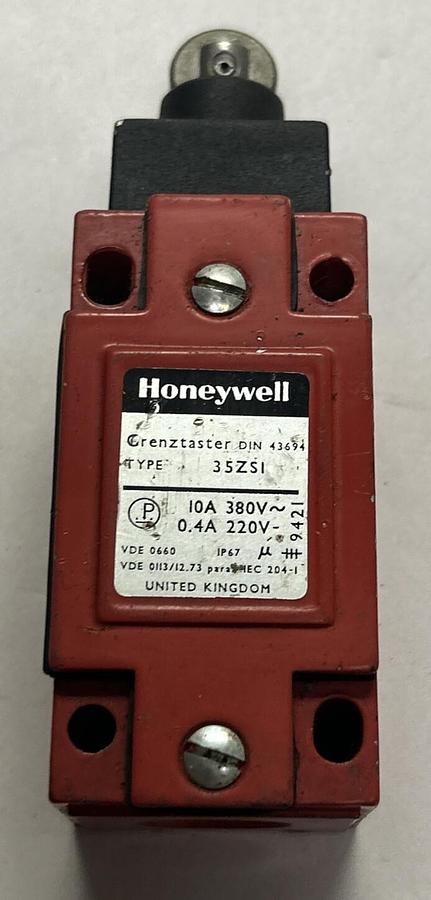 Honeywell
Grenztaster DIN 43694
TYPE 35ZS1
P 10A 380V~
0.4A 220V-
9421
VDE 0660 IP67 µ
VDE 0113/12.73 para IEC 204-1
UNITED KINGDOM